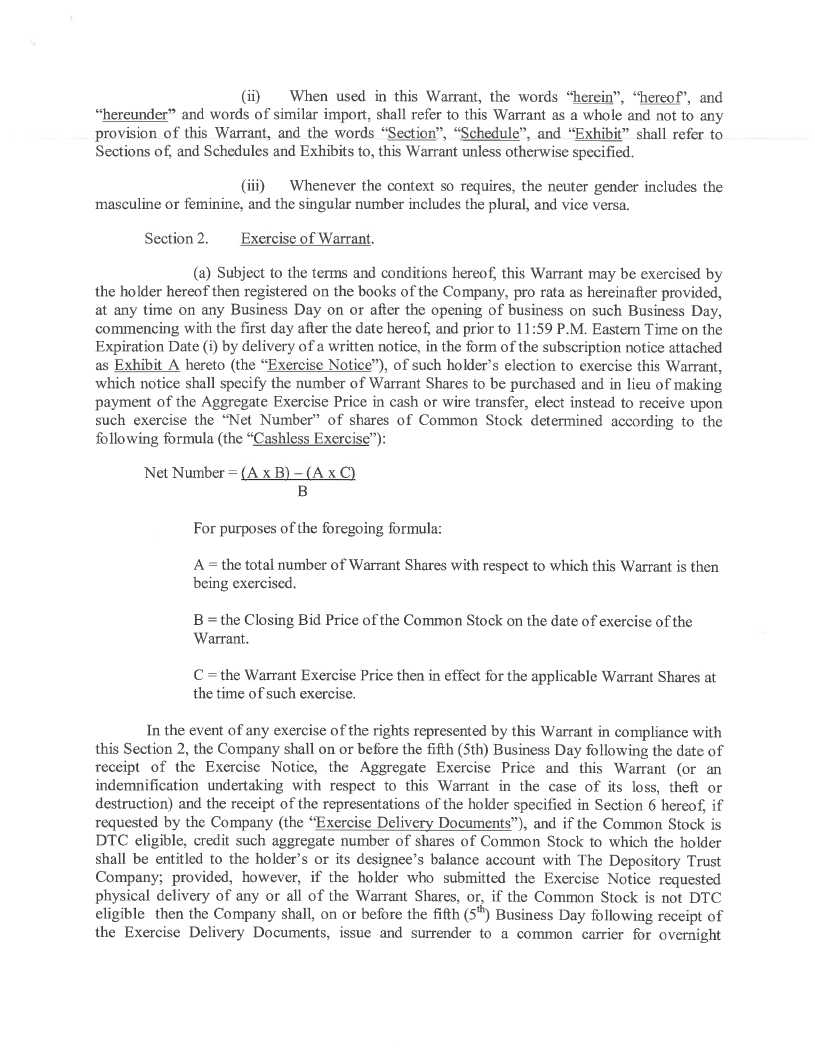 (ii) When used in this Warrant, the words “herein”, “hereof”, and
“hereunder” and words of similar import, shall refer to this Warrant as a whole and not to any
provision of this Warrant, and the words “Section”, “Schedule”, and “Exhibit” shall refer to
Sections of, and Schedules and Exhibits to, this Warrant unless otherwise specified.
(iii) Whenever the context so requires, the neuter gender includes the
masculine or feminine, and the singular number includes the plural, and vice versa.
Section 2. Exercise of Warrant.
(a) Subject to the terms and conditions hereof, this Warrant may be exercised by
the holder hereof then registered on the books of the Company, pro rata as hereinafter provided,
at any time on any Business Day on or after the opening of business on such Business Day,
commencing with the first day after the date hereof, and prior to 11:59 P.M. Eastern Time on the
Expiration Date (i) by delivery of a written notice, in the form of the subscription notice attached
as Exhibit A hereto (the “Exercise Notice”), of such holder’s election to exercise this Warrant,
which notice shall specify the number of Warrant Shares to be purchased and in lieu of making
payment of the Aggregate Exercise Price in cash or wire transfer, elect instead to receive upon
such exercise the “Net Number” of shares of Common Stock determined according to the
following formula (the “Cashless Exercise”):
Net Number = (A x B) – (A x C)
B
For purposes of the foregoing formula:
A = the total number of Warrant Shares with respect to which this Warrant is then
being exercised.
B = the Closing Bid Price of the Common Stock on the date of exercise of the
Warrant.
C = the Warrant Exercise Price then in effect for the applicable Warrant Shares at
the time of such exercise.
In the event of any exercise of the rights represented by this Warrant in compliance with
this Section 2, the Company shall on or before the fifth (5th) Business Day following the date of
receipt of the Exercise Notice, the Aggregate Exercise Price and this Warrant (or an
indemnification undertaking with respect to this Warrant in the case of its loss, theft or
destruction) and the receipt of the representations of the holder specified in Section 6 hereof, if
requested by the Company (the “Exercise Delivery Documents”), and if the Common Stock is
DTC eligible, credit such aggregate number of shares of Common Stock to which the holder
shall be entitled to the holder’s or its designee’s balance account with The Depository Trust
Company; provided, however, if the holder who submitted the Exercise Notice requested
physical delivery of any or all of the Warrant Shares, or, if the Common Stock is not DTC
eligible then the Company shall, on or before the fifth (5th) Business Day following receipt of
the Exercise Delivery Documents, issue and surrender to a common carrier for overnight